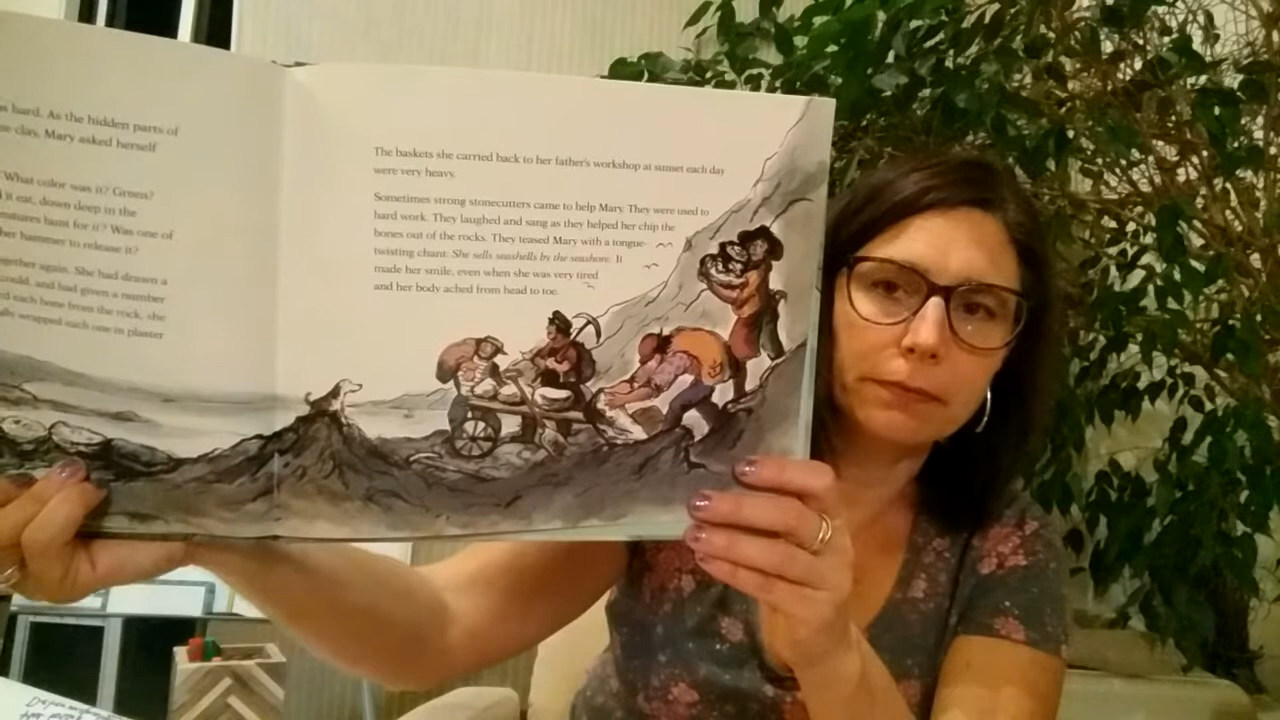 hard. As the hidden parts of
clay, Mary asked herself
What color was it? Green?
it eat, down deep in the
hunt for it? Was one of
her hammer to release it?
together again. She had drawn a
could, and had given a number
each bone from the rock, she
wrapped each one in plaster
The baskets she carried back to her father's workshop at sunset each day
were very heavy.
Sometimes strong stonecutters came to help Mary. They were used to
hard work. They laughed and sang as they helped her chip the
bones out of the rocks. They teased Mary with a tongue-
twisting chant: She sells seashells by the seashore. It
made her smile, even when she was very tired
and her body ached from head to toe.